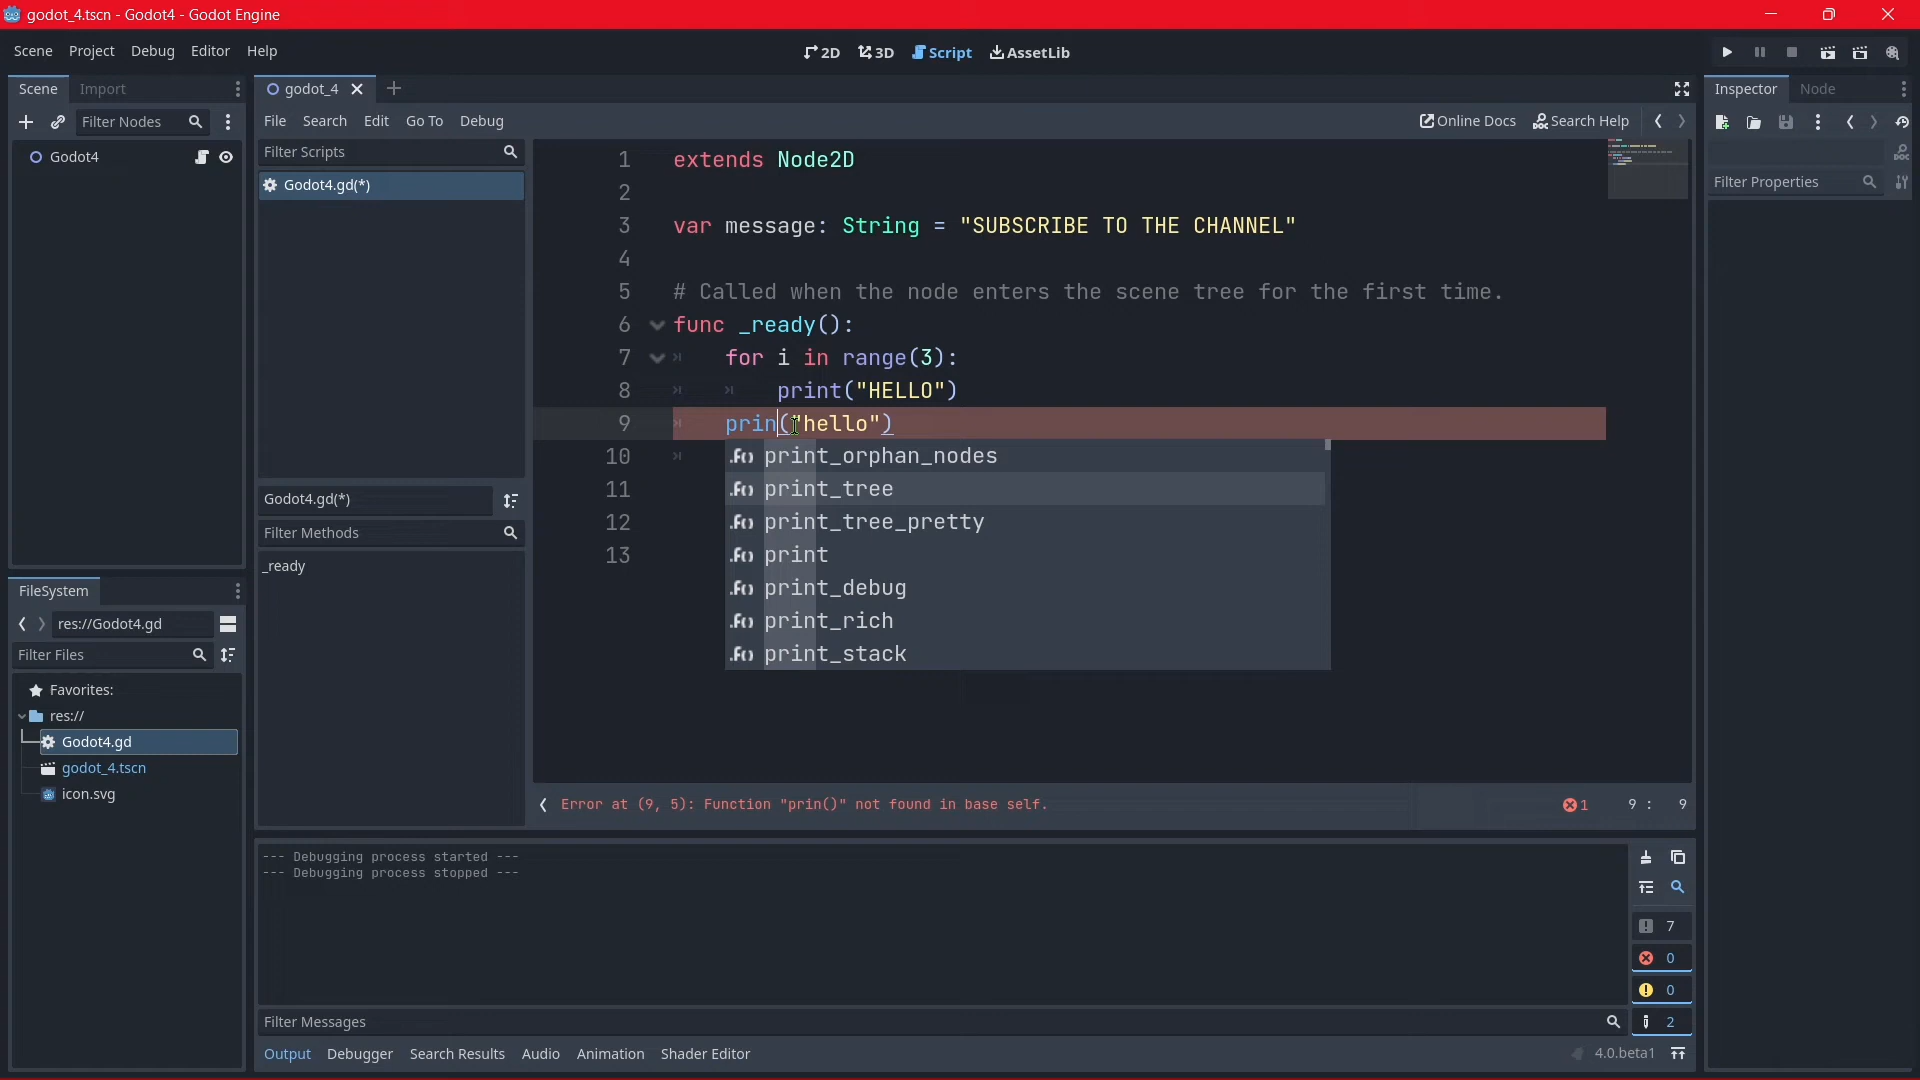 godot_4.tscn - Godot4 - Godot Engine
Scene Project Debug Editor Help
2D 3D Script AssetLib
Scene Import
Filter Nodes
Godot4
godot_4
File Search Edit Go To Debug
Online Docs Search Help
Filter Scripts
Godot4.gd(*)
Godot4.gd(*)
Filter Methods
_ready
1 extends Node2D
2
3 var message: String = "SUBSCRIBE TO THE CHANNEL"
4
5 # Called when the node enters the scene tree for the first time.
6 func _ready():
7 for i in range(3):
8 print("HELLO")
9 prin("hello")
10
11
12
13
print_orphan_nodes
print_tree
print_tree_pretty
print
print_debug
print_rich
print_stack
Error at (9, 5): Function "prin()" not found in base self.
1 9 : 9
FileSystem
res://Godot4.gd
Filter Files
Favorites:
res://
Godot4.gd
godot_4.tscn
icon.svg
--- Debugging process started ---
--- Debugging process stopped ---
7
0
0
2
Filter Messages
Output Debugger Search Results Audio Animation Shader Editor
4.0.beta1
Inspector Node
Filter Properties